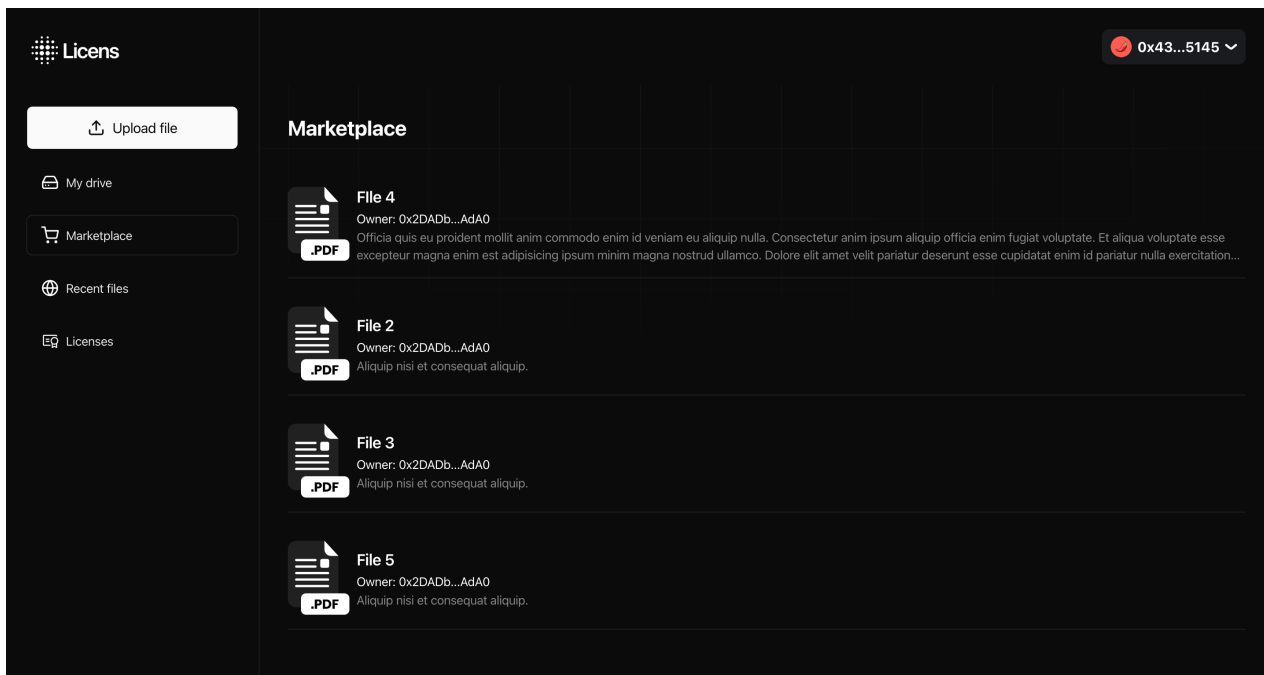 Licens
0x43...5145
Upload file
My drive
Marketplace
Recent files
Licenses
Marketplace
FIle 4
Owner: 0x2DADb...AdA0
Officia quis eu proident mollit anim commodo enim id veniam eu aliquip nulla. Consectetur anim ipsum aliquip officia enim fugiat voluptate. Et aliqua voluptate esse
excepteur magna enim est adipisicing ipsum minim magna nostrud ullamco. Dolore elit amet velit pariatur deserunt esse cupidatat enim id pariatur nulla exercitation...
.PDF
File 2
Owner: 0x2DADb...AdA0
Aliquip nisi et consequat aliquip.
.PDF
File 3
Owner: 0x2DADb...AdA0
Aliquip nisi et consequat aliquip.
.PDF
File 5
Owner: 0x2DADb...AdA0
Aliquip nisi et consequat aliquip.
.PDF